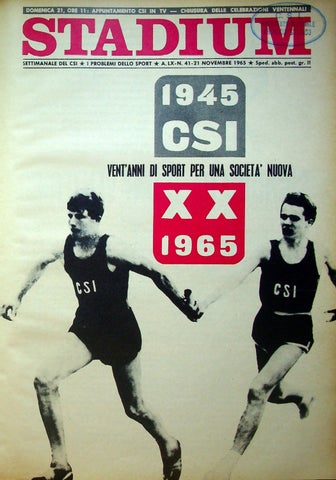 DOMENICA 21, ORE 11: APPUNTAMENTO CSI IN TV — CHIUSURA DELLE CELEBRAZIONI VENTENNALI
STADIUM
SETTIMANALE DEL CSI ★ I PROBLEMI DELLO SPORT ★ A. LX - N. 41 - 21 NOVEMBRE 1965 ★ Sped. abb. post. gr. II
1945
CSI
VENT'ANNI DI SPORT PER UNA SOCIETA' NUOVA
X X
1965
CSI
CSI